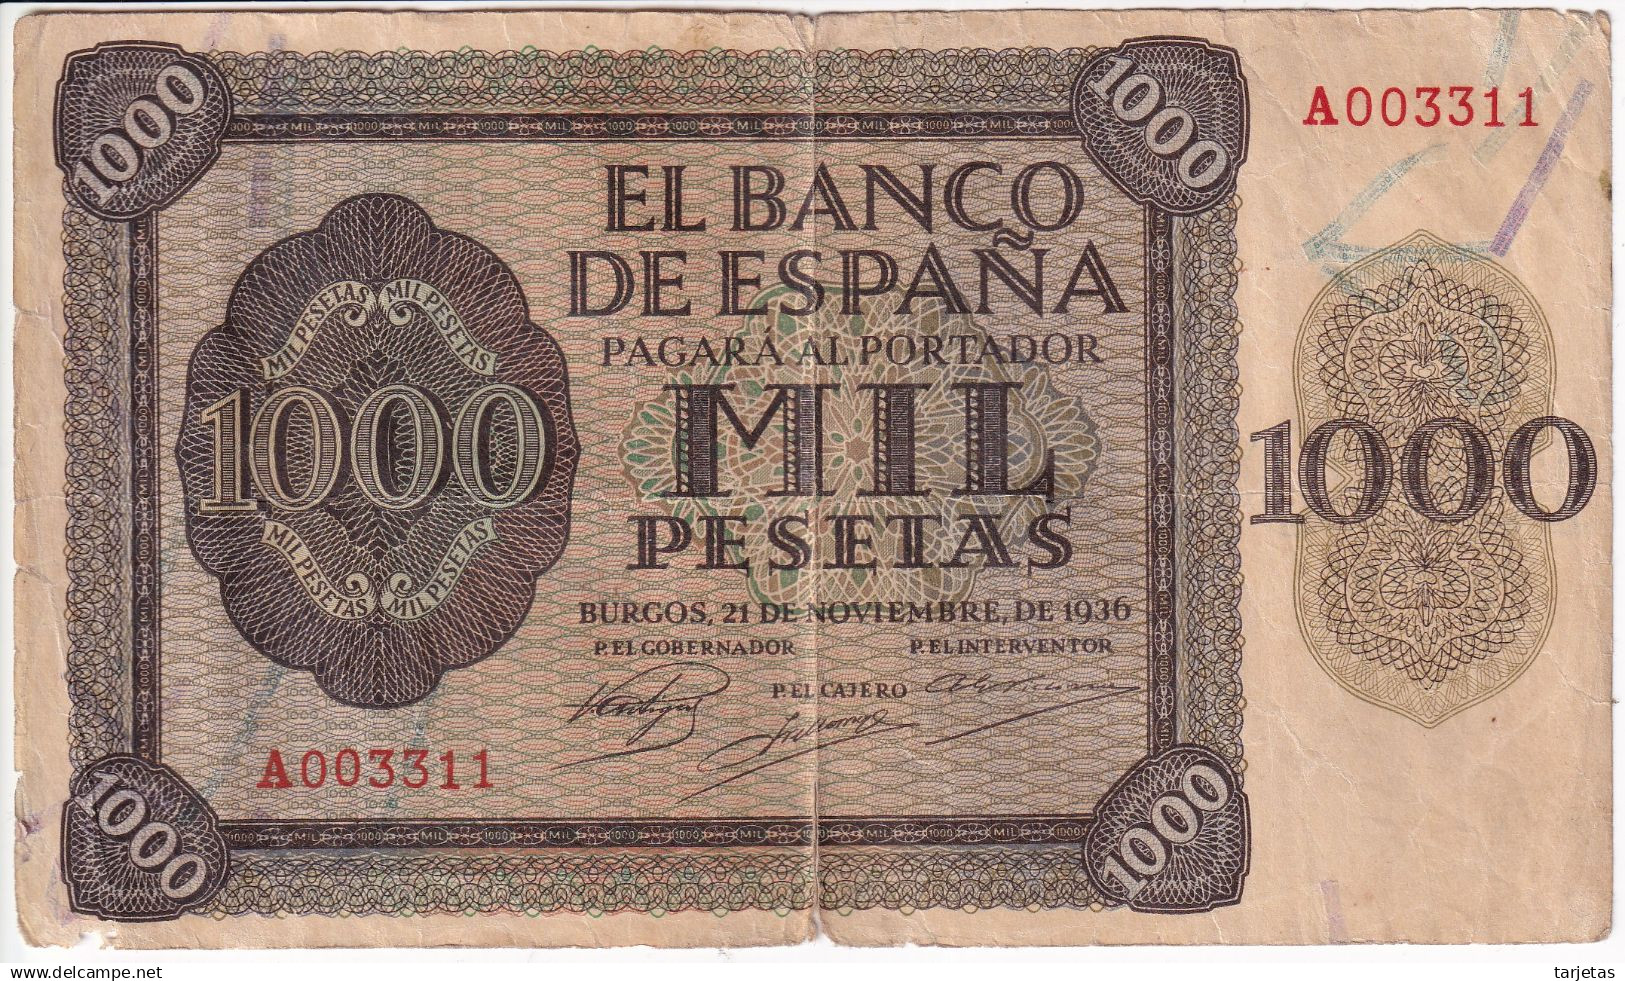 1000
1000
A003311
EL BANCO
DE ESPAÑA
PAGARÁ AL PORTADOR
MIL
PESETAS
MIL PESETAS MIL PESETAS
1000
MIL PESETAS MIL PESETAS
1000
BURGOS, 21 DE NOVIEMBRE, DE 1936
P. EL GOBERNADOR
P. EL INTERVENTOR
P. EL CAJERO
A003311
1000
1000
delcampe.net
tarjetas